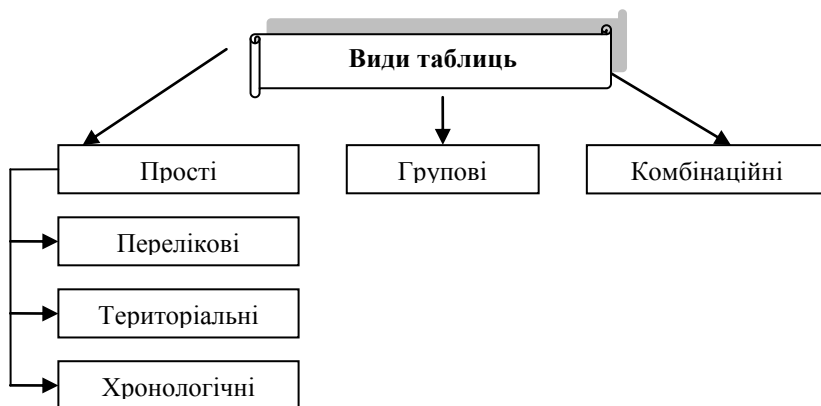 Види таблиць
Прості
Групові
Комбінаційні
Перелікові
Територіальні
Хронологічні